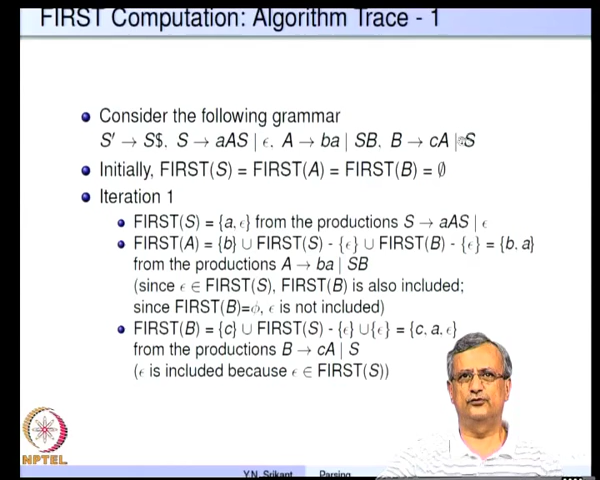 FIRST Computation: Algorithm Trace - 1
Consider the following grammar
S′ → S$, S → aAS | ϵ, A → ba | SB, B → cA | S
Initially, FIRST(S) = FIRST(A) = FIRST(B) = ∅
Iteration 1
FIRST(S) = {a, ϵ} from the productions S → aAS | ϵ
FIRST(A) = {b} ∪ FIRST(S) - {ϵ} ∪ FIRST(B) - {ϵ} = {b, a}
from the productions A → ba | SB
(since ϵ ∈ FIRST(S), FIRST(B) is also included;
since FIRST(B)=ϕ, ϵ is not included)
FIRST(B) = {c} ∪ FIRST(S) - {ϵ} ∪{ϵ} = {c, a, ϵ}
from the productions B → cA | S
(ϵ is included because ϵ ∈ FIRST(S))
NPTEL
Y.N. Srikant Parsing